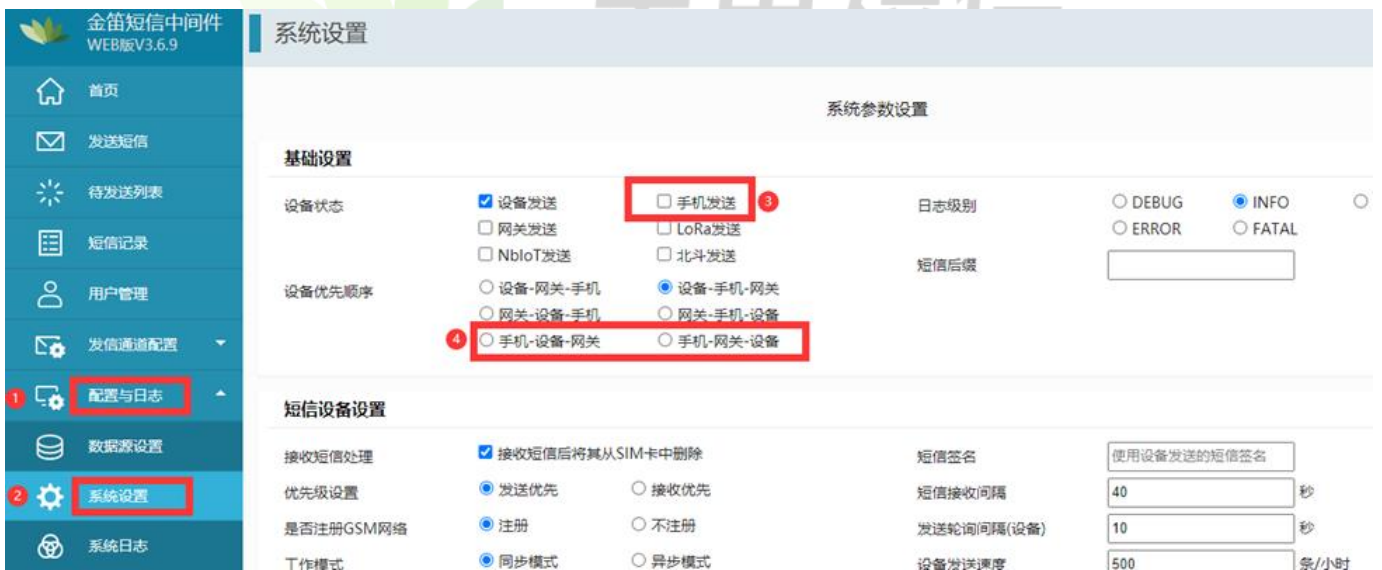 金笛短信中间件
WEB版V3.6.9
系统设置
首页
发送短信
待发送列表
短信记录
用户管理
发信通道配置
1 配置与日志
数据源设置
2 系统设置
系统日志
系统参数设置
基础设置
设备状态 设备发送 手机发送 3 日志级别 DEBUG INFO
网关发送 LoRa发送 ERROR FATAL
NbIoT发送 北斗发送 短信后缀
设备优先顺序 设备-网关-手机 设备-手机-网关
网关-设备-手机 网关-手机-设备
4 手机-设备-网关 手机-网关-设备
短信设备设置
接收短信处理 接收短信后将其从SIM卡中删除 短信签名 使用设备发送的短信签名
优先级设置 发送优先 接收优先 短信接收间隔 40 秒
是否注册GSM网络 注册 不注册 发送轮询间隔(设备) 10 秒
工作模式 同步模式 异步模式 设备发送速度 500 条/小时